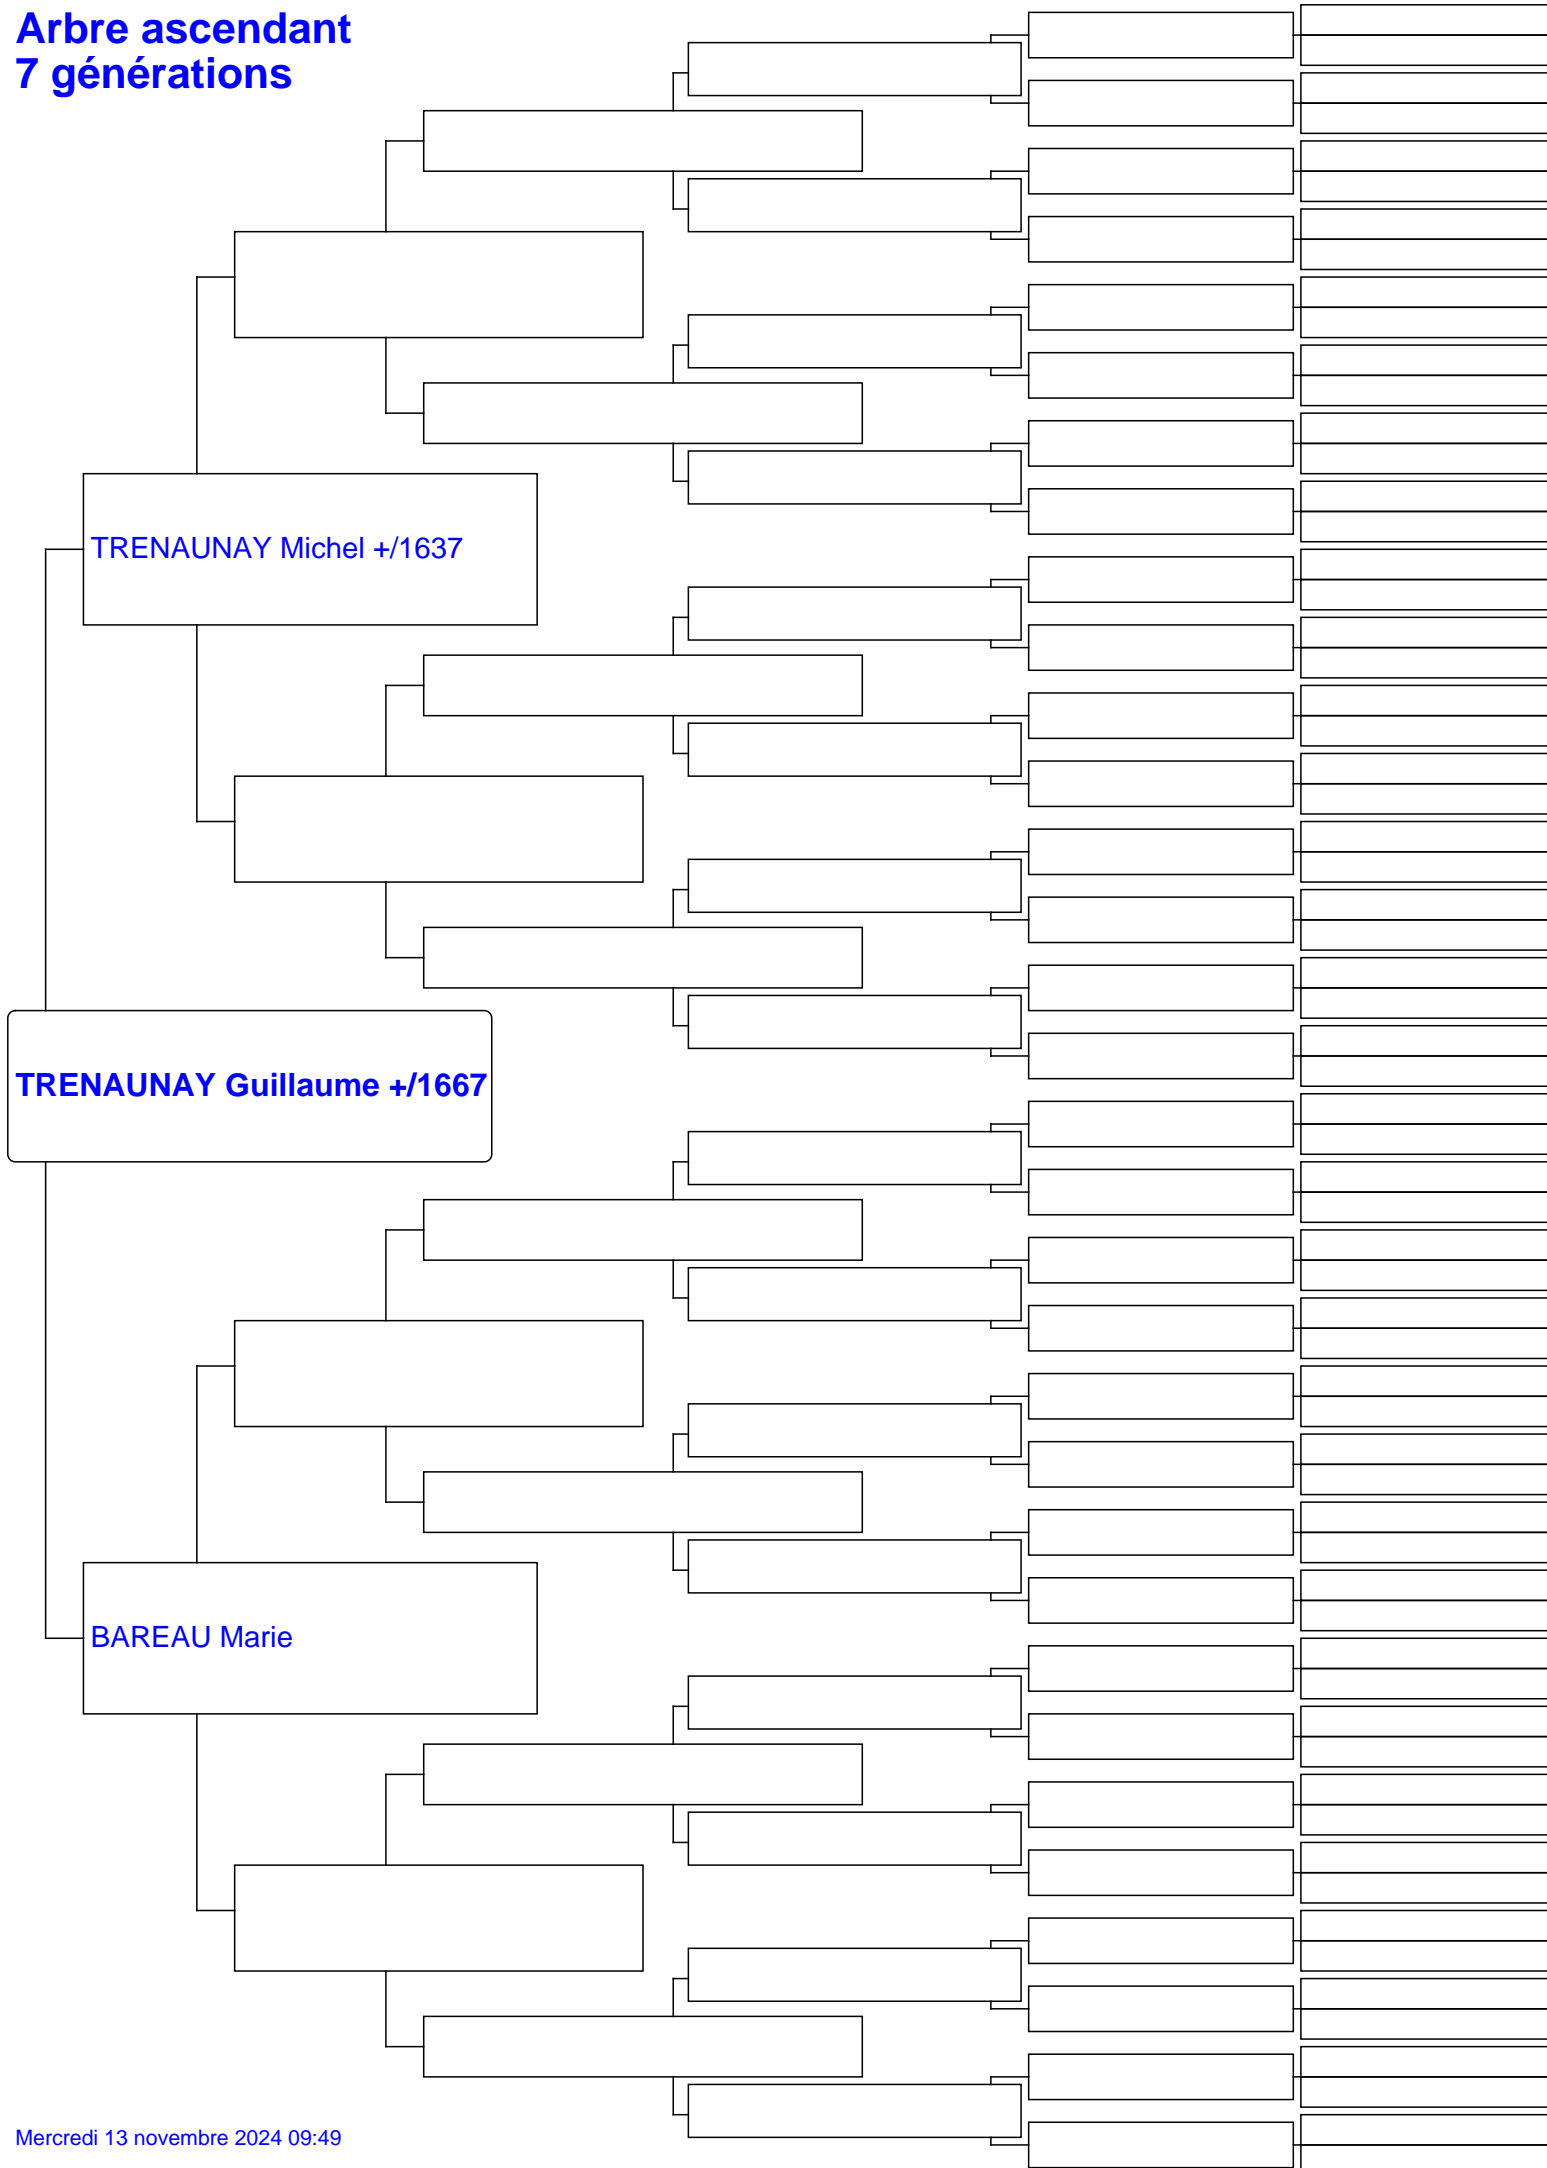 Arbre ascendant
7 générations
TRENAUNAY Michel +/1637
TRENAUNAY Guillaume +/1667
BAREAU Marie
Mercredi 13 novembre 2024 09:49